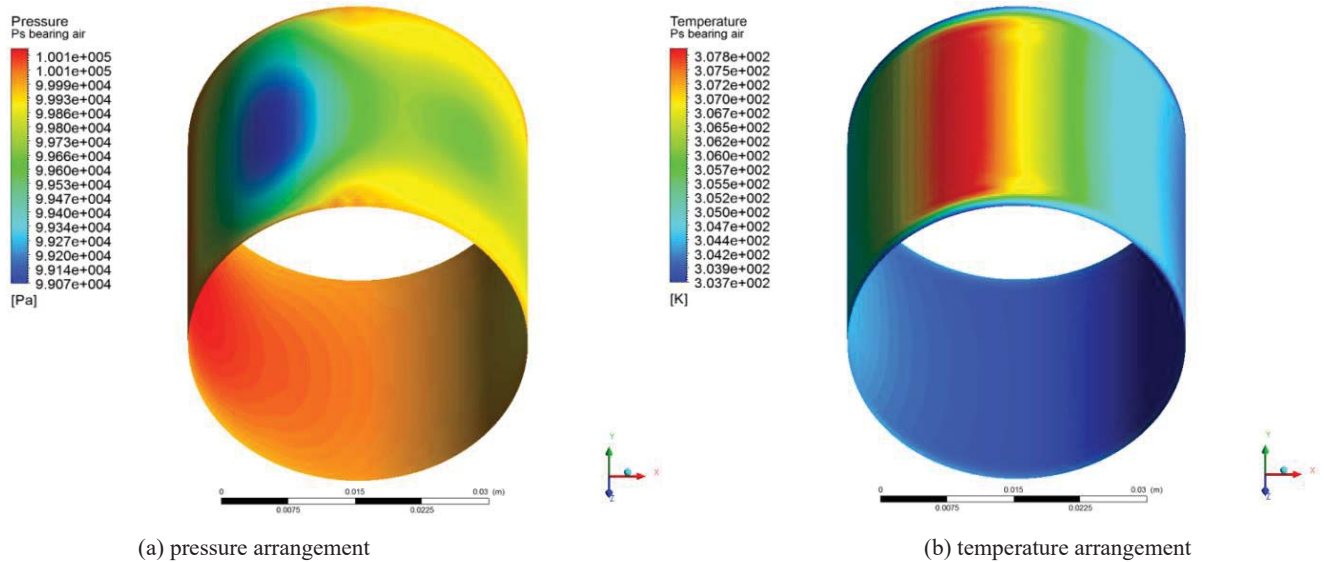 Pressure
Ps bearing air
1.001e+005
1.001e+005
9.999e+004
9.993e+004
9.986e+004
9.980e+004
9.973e+004
9.966e+004
9.960e+004
9.953e+004
9.940e+004
9.934e+004
9.927e+004
9.920e+004
9.914e+004
9.907e+004
[Pa]
0 0.015 0.03 (m)
0.0075 0.0225
Y
X
Z
(a) pressure arrangement
Temperature
Ps bearing air
3.078e+002
3.075e+002
3.072e+002
3.070e+002
3.067e+002
3.065e+002
3.062e+002
3.060e+002
3.057e+002
3.055e+002
3.052e+002
3.050e+002
3.044e+002
3.042e+002
3.039e+002
3.037e+002
[K]
0 0.015 0.03 (m)
0.0075 0.0225
Y
X
Z
(b) temperature arrangement